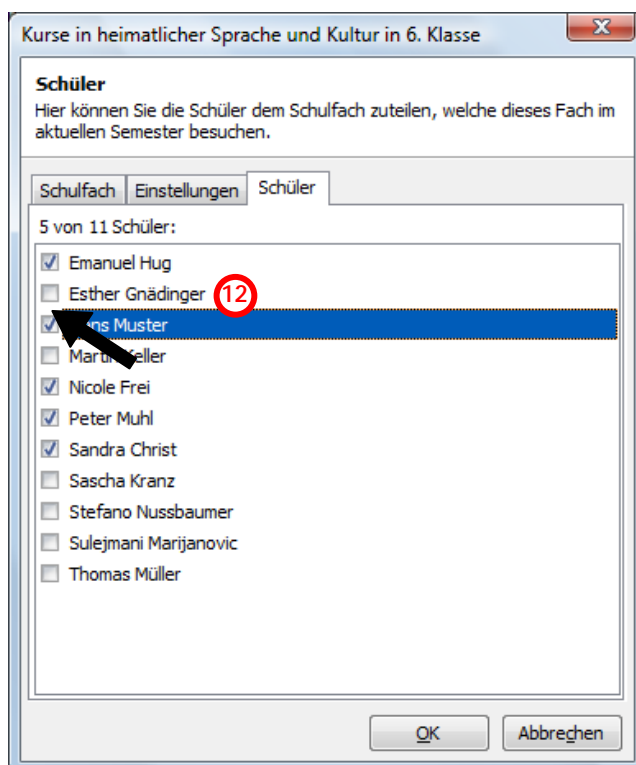 Kurse in heimatlicher Sprache und Kultur in 6. Klasse
Schüler
Hier können Sie die Schüler dem Schulfach zuteilen, welche dieses Fach im
aktuellen Semester besuchen.
Schulfach Einstellungen Schüler
5 von 11 Schüler:
Emanuel Hug
Esther Gnädinger 12
Muster
Keller
Nicole Frei
Peter Muhl
Sandra Christ
Sascha Kranz
Stefano Nussbaumer
Sulejmani Marijanovic
Thomas Müller
OK Abbrechen